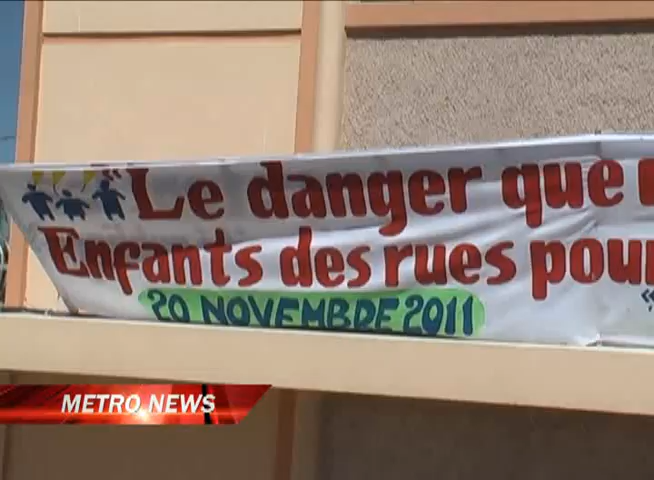 Le danger que
Enfants des rues pour
20 NOVEMBRE 2011
METRO NEWS